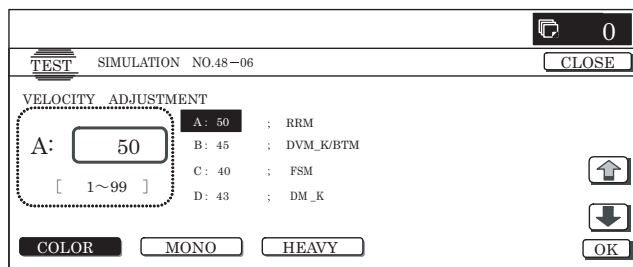 0
TEST SIMULATION NO.48−06 CLOSE
VELOCITY ADJUSTMENT
A: 50
[ 1~99 ]
A: 50 ; RRM
B: 45 ; DVM_K/BTM
C: 40 ; FSM
D: 43 ; DM_K
COLOR MONO HEAVY OK